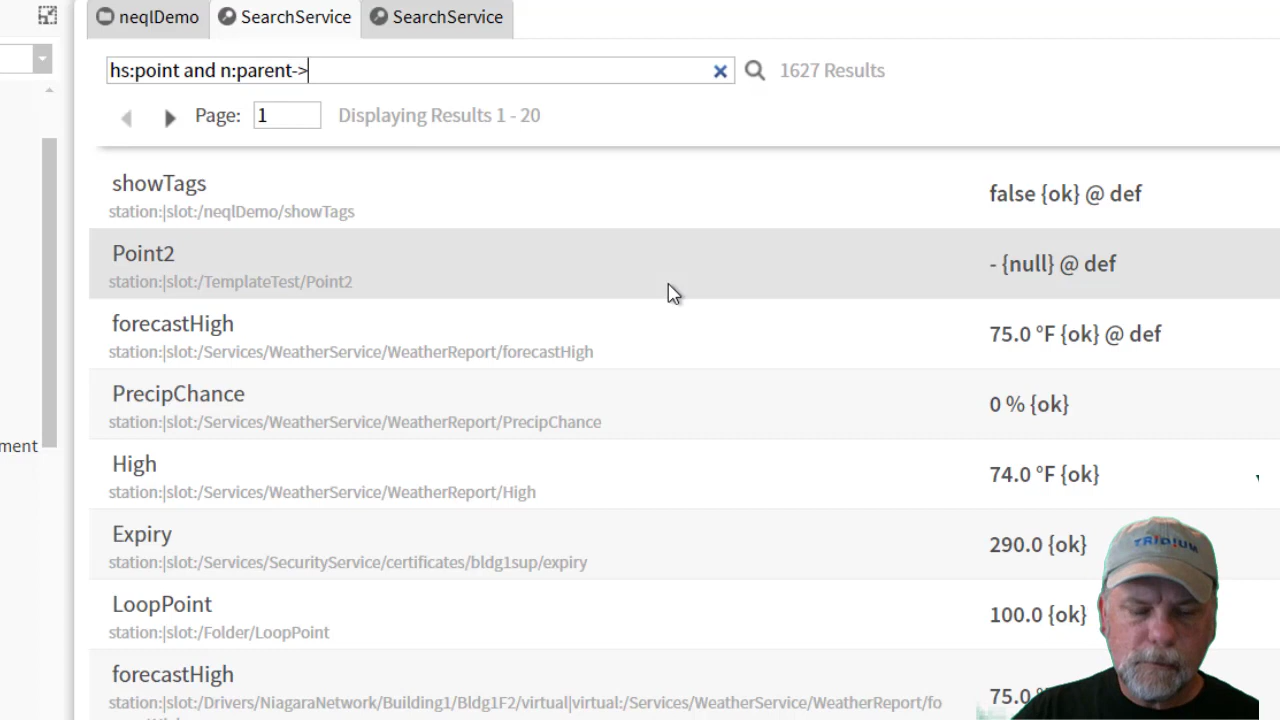 neqlDemo SearchService SearchService
hs:point and n:parent-> 1627 Results
Page: 1 Displaying Results 1 - 20
showTags
false {ok} @ def
station:|slot:/neqlDemo/showTags
Point2
- {null} @ def
station:|slot:/TemplateTest/Point2
forecastHigh
75.0 °F {ok} @ def
station:|slot:/Services/WeatherService/WeatherReport/forecastHigh
PrecipChance
0 % {ok}
station:|slot:/Services/WeatherService/WeatherReport/PrecipChance
ment
High
74.0 °F {ok}
station:|slot:/Services/WeatherService/WeatherReport/High
Expiry
290.0 {ok}
station:|slot:/Services/SecurityService/certificates/bldg1sup/expiry
LoopPoint
100.0 {ok}
station:|slot:/Folder/LoopPoint
forecastHigh
75.0
station:|slot:/Drivers/NiagaraNetwork/Building1/Bldg1F2/virtual|virtual:/Services/WeatherService/WeatherReport/fo
TRIDIUM